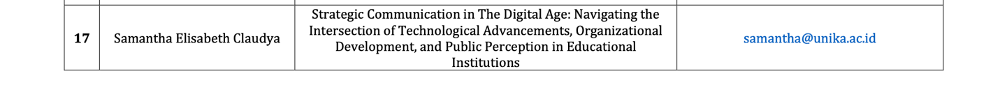 17
Samantha Elisabeth Claudya
Strategic Communication in The Digital Age: Navigating the
Intersection of Technological Advancements, Organizational
Development, and Public Perception in Educational
Institutions
samantha@unika.ac.id